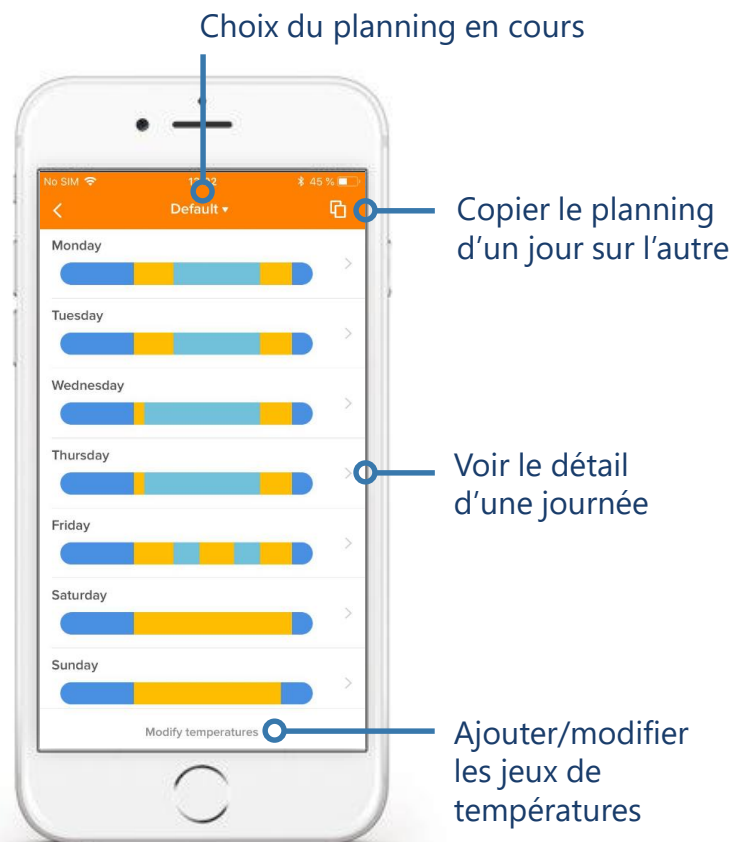 Choix du planning en cours
No SIM
45 %
Default
Monday
Copier le planning
d'un jour sur l'autre
Tuesday
Wednesday
Thursday
Voir le détail
d'une journée
Friday
Saturday
Sunday
Modify temperatures
Ajouter/modifier
les jeux de
températures